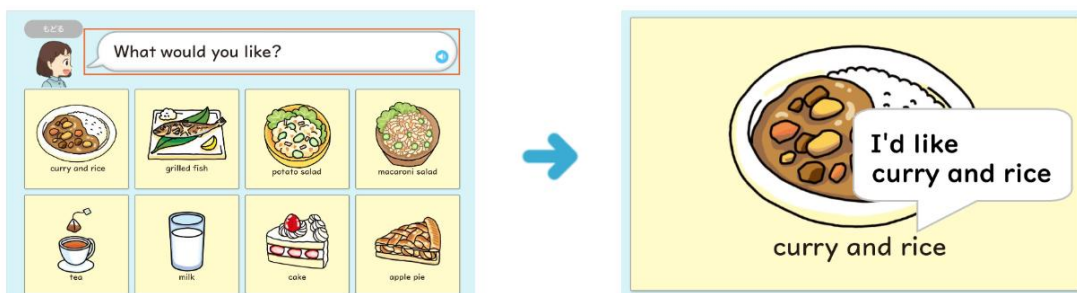 もどる
What would you like?
curry and rice
grilled fish
potato salad
macaroni salad
tea
milk
cake
apple pie
I'd like
curry and rice
curry and rice